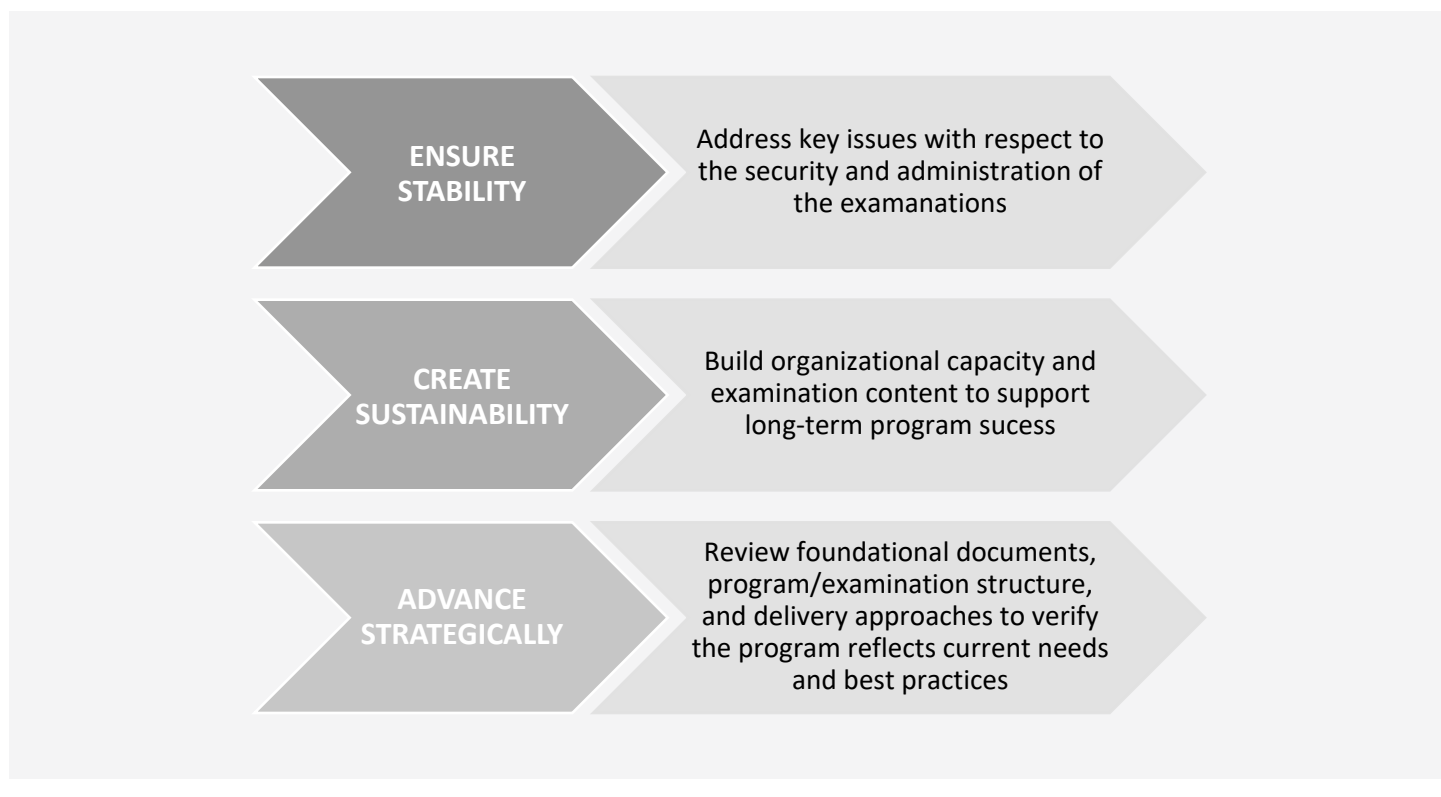 ENSURE
STABILITY
Address key issues with respect to
the security and administration of
the examanations
CREATE
SUSTAINABILITY
Build organizational capacity and
examination content to support
long-term program sucess
ADVANCE
STRATEGICALLY
Review foundational documents,
program/examination structure,
and delivery approaches to verify
the program reflects current needs
and best practices